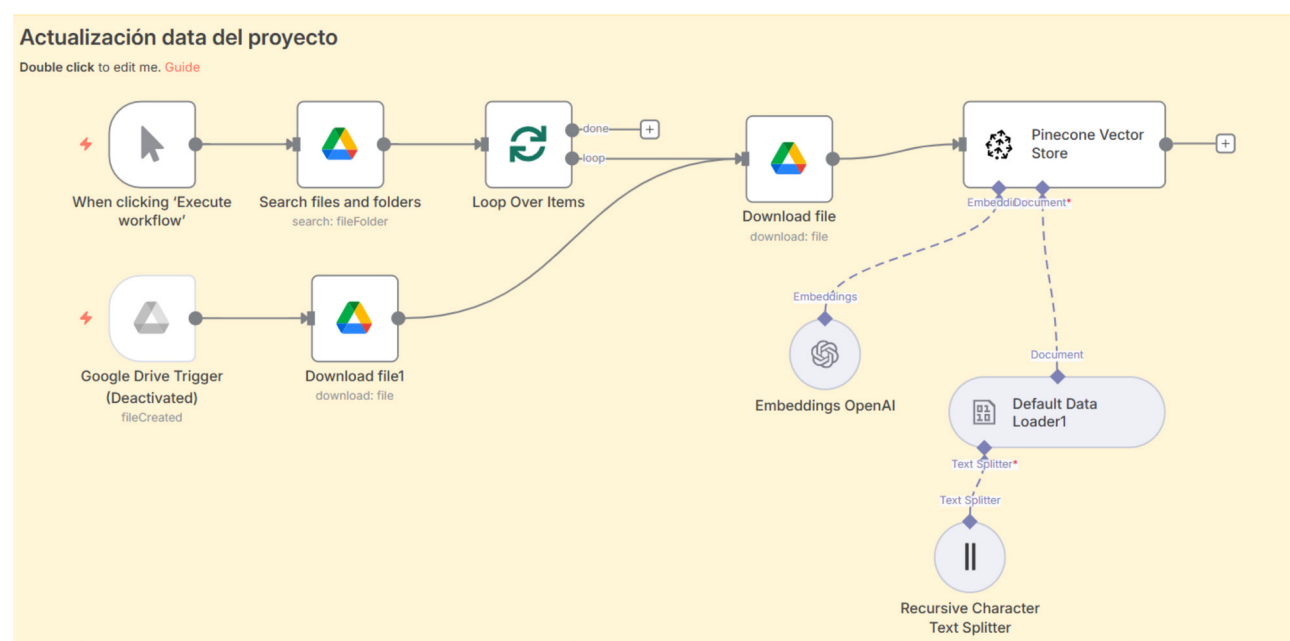 Actualización data del proyecto
Double click to edit me. Guide
When clicking ‘Execute
workflow’
Search files and folders
search: fileFolder
done
loop
Loop Over Items
Download file
download: file
Pinecone Vector
Store
Document*
Google Drive Trigger
(Deactivated)
fileCreated
Download file1
download: file
Embeddings
Embeddings OpenAI
Document
Default Data
Loader1
Text Splitter*
Text Splitter
Recursive Character
Text Splitter